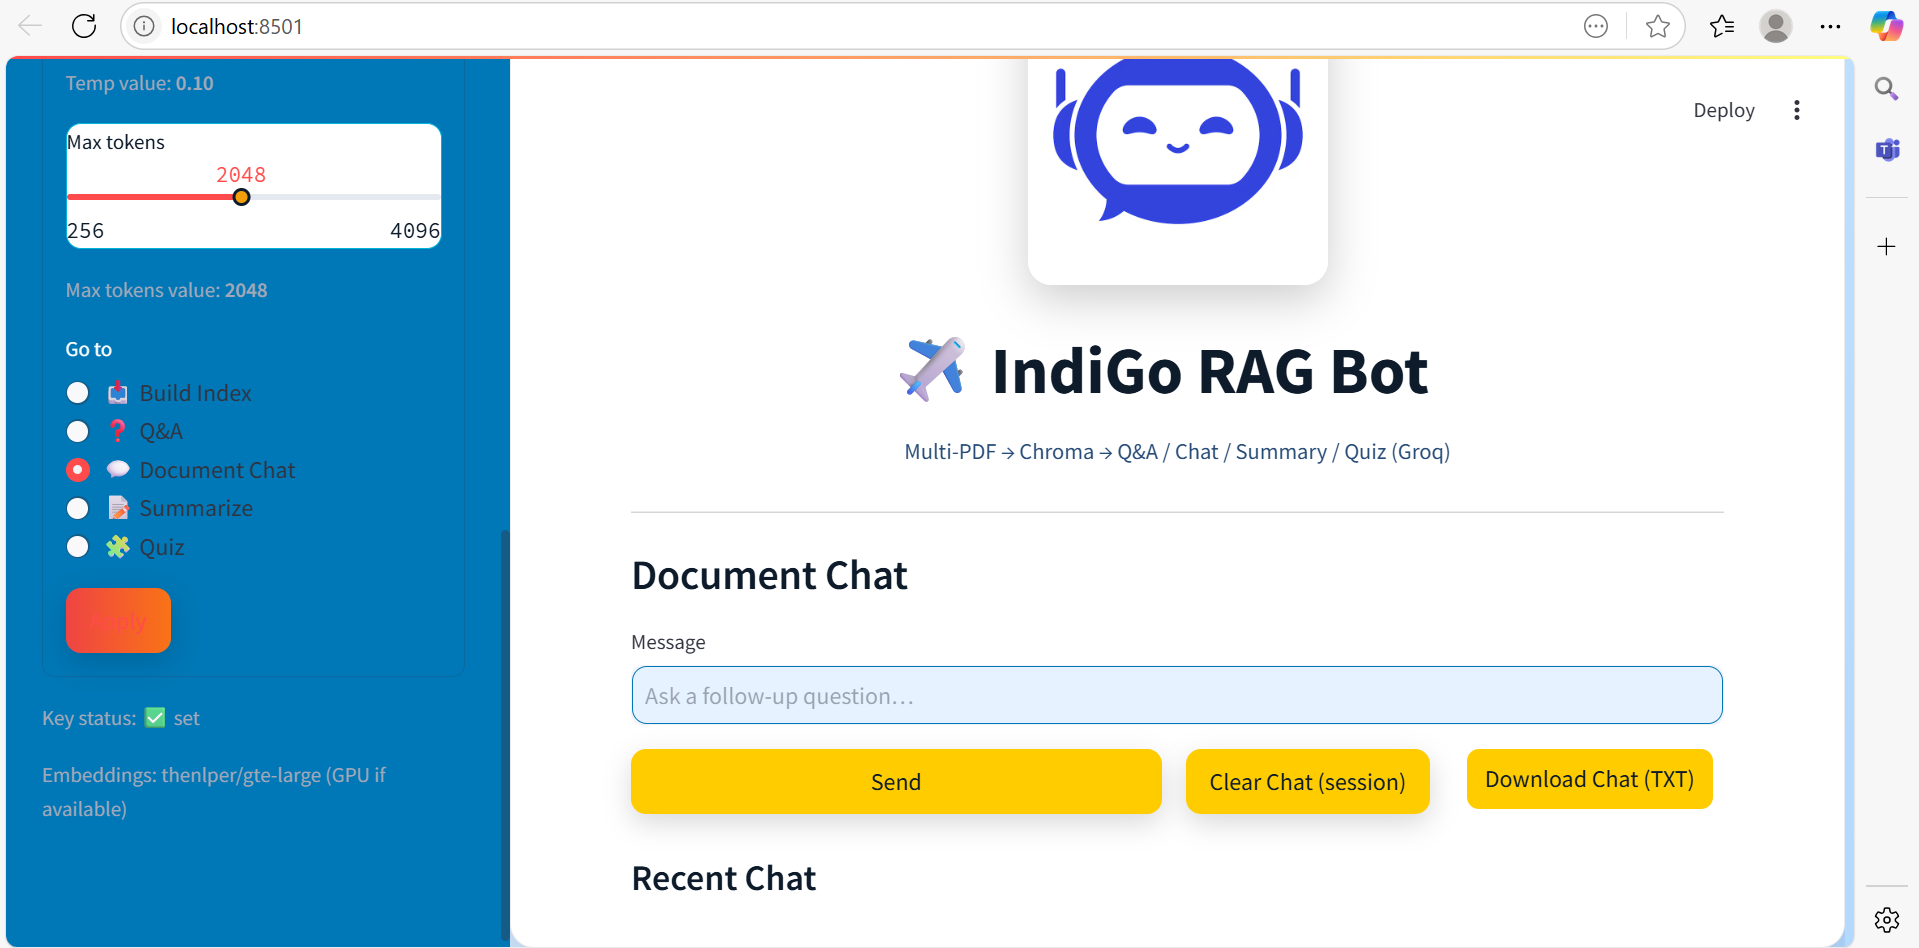 localhost:8501
Temp value: 0.10
Max tokens
2048
256 4096
Max tokens value: 2048
Go to
Build Index
Q&A
Document Chat
Summarize
Quiz
Apply
Key status: ✅ set
Embeddings: thenlper/gte-large (GPU if
available)
Deploy
IndiGo RAG Bot
Multi-PDF → Chroma → Q&A / Chat / Summary / Quiz (Groq)
Document Chat
Message
Ask a follow-up question…
Send
Clear Chat (session)
Download Chat (TXT)
Recent Chat